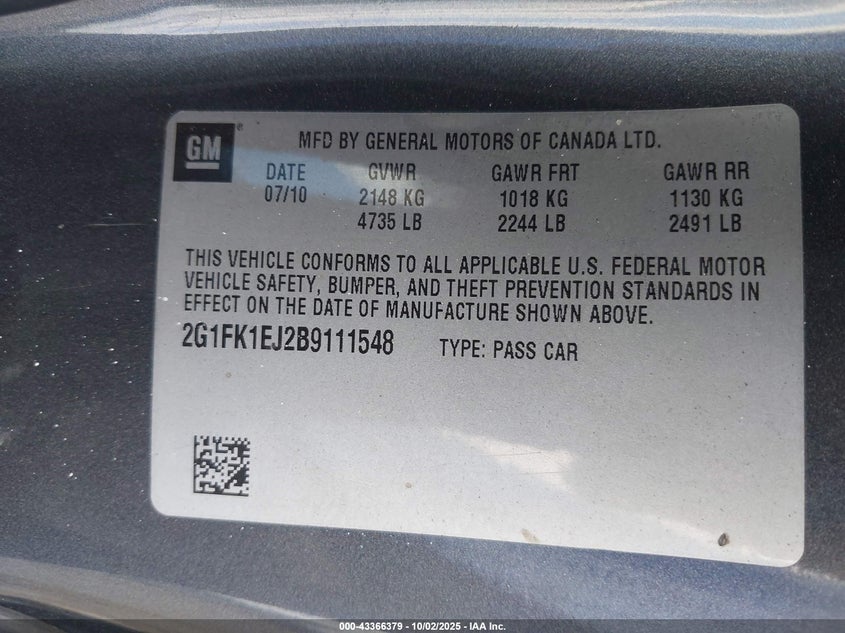 GM®
MFD BY GENERAL MOTORS OF CANADA LTD.
DATE GVWR GAWR FRT GAWR RR
07/10 2148 KG 1018 KG 1130 KG
4735 LB 2244 LB 2491 LB
THIS VEHICLE CONFORMS TO ALL APPLICABLE U.S. FEDERAL MOTOR
VEHICLE SAFETY, BUMPER, AND THEFT PREVENTION STANDARDS IN
EFFECT ON THE DATE OF MANUFACTURE SHOWN ABOVE.
2G1FK1EJ2B9111548 TYPE: PASS CAR
000-43366379 - 10/02/2025 - IAA Inc.